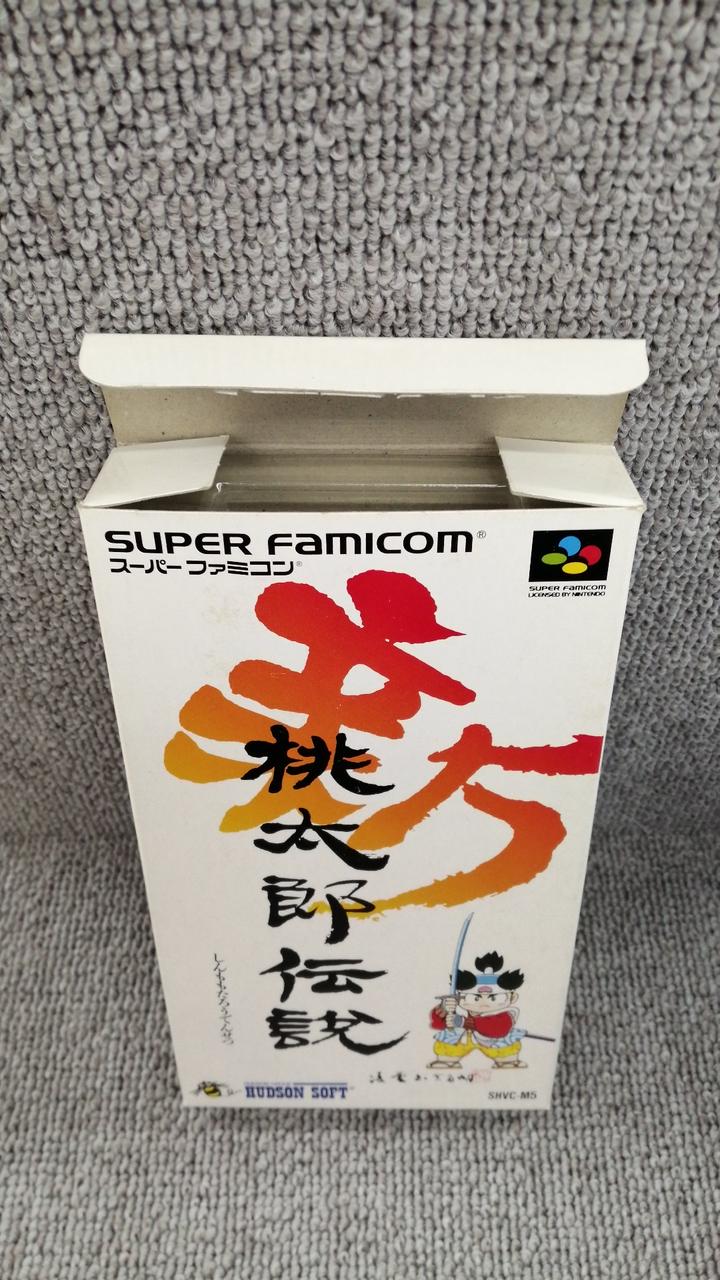 SUPER FAMICOM®
スーパーファミコン®
SUPER FAMICOM
LICENSED BY NINTENDO
新
桃太郎伝説
しんももたろうでんせつ
HUDSON SOFT™
SHVC-M5